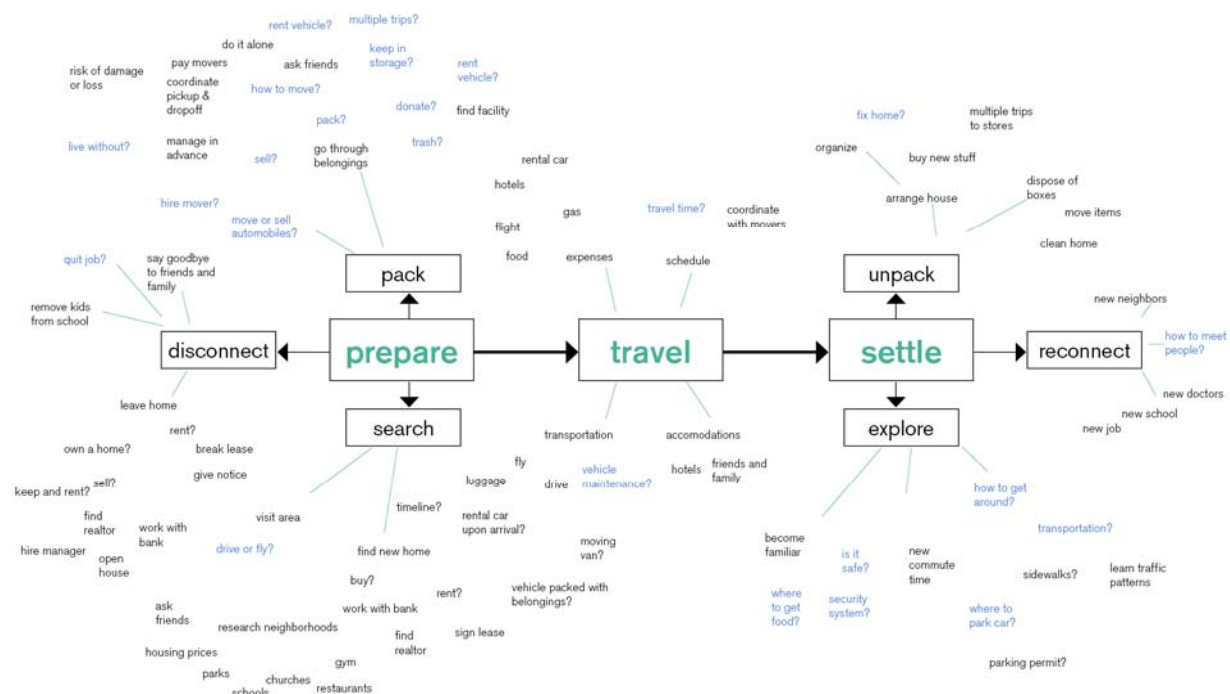 rent vehicle?
multiple trips?
do it alone
keep in
storage?
rent
vehicle?
pay movers
ask friends
risk of damage
or loss
coordinate
pickup &
dropoff
how to move?
donate?
find facility
pack?
live without?
manage in
advance
sell?
go through
belongings
trash?
hire mover?
move or sell
automobiles?
quit job?
say goodbye
to friends and
family
remove kids
from school
pack
disconnect
prepare
search
leave home
rent?
own a home?
break lease
give notice
keep and rent?
sell?
find
realtor
work with
bank
hire manager
open
house
visit area
drive or fly?
timeline?
find new home
buy?
rent?
work with bank
ask
friends
research neighborhoods
find
realtor
sign lease
housing prices
parks
schools
churches
gym
restaurants
rental car
hotels
gas
flight
food
expenses
travel time?
coordinate
with movers
schedule
travel
transportation
accomodations
fly
luggage
drive
vehicle
maintenance?
hotels
friends and
family
rental car
upon arrival?
moving
van?
vehicle packed with
belongings?
fix home?
multiple trips
to stores
organize
buy new stuff
arrange house
dispose of
boxes
move items
clean home
unpack
settle
reconnect
explore
new neighbors
how to meet
people?
new doctors
new school
new job
how to get
around?
become
familiar
is it
safe?
new
commute
time
transportation?
sidewalks?
learn traffic
patterns
where
to get
food?
security
system?
where to
park car?
parking permit?